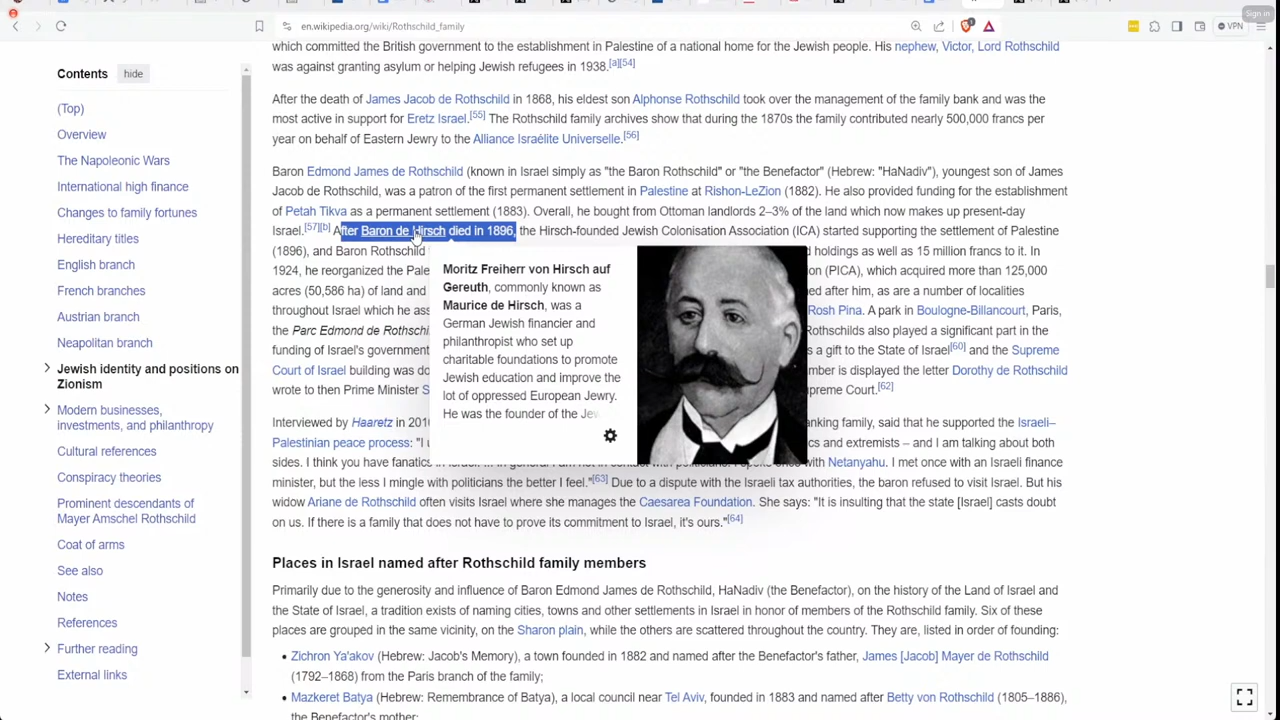 Sign in
en.wikipedia.org/wiki/Rothschild_family
VPN
Contents
hide
(Top)
Overview
The Napoleonic Wars
International high finance
Changes to family fortunes
Hereditary titles
English branch
French branches
Austrian branch
Neapolitan branch
Jewish identity and positions on
Zionism
Modern businesses,
investments, and philanthropy
Cultural references
Conspiracy theories
Prominent descendants of
Mayer Amschel Rothschild
Coat of arms
See also
Notes
References
Further reading
External links
which committed the British government to the establishment in Palestine of a national home for the Jewish people. His nephew, Victor, Lord Rothschild
was against granting asylum or helping Jewish refugees in 1938.[a][54]
After the death of James Jacob de Rothschild in 1868, his eldest son Alphonse Rothschild took over the management of the family bank and was the
most active in support for Eretz Israel.[55] The Rothschild family archives show that during the 1870s the family contributed nearly 500,000 francs per
year on behalf of Eastern Jewry to the Alliance Israélite Universelle.[56]
Baron Edmond James de Rothschild (known in Israel simply as "the Baron Rothschild" or "the Benefactor" (Hebrew: "HaNadiv"), youngest son of James
Jacob de Rothschild, was a patron of the first permanent settlement in Palestine at Rishon-LeZion (1882). He also provided funding for the establishment
of Petah Tikva as a permanent settlement (1883). Overall, he bought from Ottoman landlords 2–3% of the land which now makes up present-day
Israel.[57][b] After Baron de Hirsch died in 1896, the Hirsch-founded Jewish Colonisation Association (ICA) started supporting the settlement of Palestine
(1896), and Baron Rothschild holdings as well as 15 million francs to it. In
1924, he reorganized the Pale (PICA), which acquired more than 125,000
acres (50,586 ha) of land and ned after him, as are a number of localities
throughout Israel which he ass Rosh Pina. A park in Boulogne-Billancourt, Paris,
the Parc Edmond de Rothschi Rothschilds also played a significant part in the
funding of Israel's government s a gift to the State of Israel[60] and the Supreme
Court of Israel building was do mber is displayed the letter Dorothy de Rothschild
wrote to then Prime Minister S preme Court.[62]
Moritz Freiherr von Hirsch auf
Gereuth, commonly known as
Maurice de Hirsch, was a
German Jewish financier and
philanthropist who set up
charitable foundations to promote
Jewish education and improve the
lot of oppressed European Jewry.
He was the founder of the Jew
Interviewed by Haaretz in 201 nking family, said that he supported the Israeli–
Palestinian peace process: "I u cs and extremists – and I am talking about both
sides. I think you have fanatics with Netanyahu. I met once with an Israeli finance
minister, but the less I mingle with politicians the better I feel."[63] Due to a dispute with the Israeli tax authorities, the baron refused to visit Israel. But his
widow Ariane de Rothschild often visits Israel where she manages the Caesarea Foundation. She says: "It is insulting that the state [Israel] casts doubt
on us. If there is a family that does not have to prove its commitment to Israel, it's ours."[64]
Places in Israel named after Rothschild family members
Primarily due to the generosity and influence of Baron Edmond James de Rothschild, HaNadiv (the Benefactor), on the history of the Land of Israel and
the State of Israel, a tradition exists of naming cities, towns and other settlements in Israel in honor of members of the Rothschild family. Six of these
places are grouped in the same vicinity, on the Sharon plain, while the others are scattered throughout the country. They are, listed in order of founding:
• Zichron Ya'akov (Hebrew: Jacob's Memory), a town founded in 1882 and named after the Benefactor's father, James [Jacob] Mayer de Rothschild
(1792–1868) from the Paris branch of the family;
• Mazkeret Batya (Hebrew: Remembrance of Batya), a local council near Tel Aviv, founded in 1883 and named after Betty von Rothschild (1805–1886),
the Benefactor's mother;